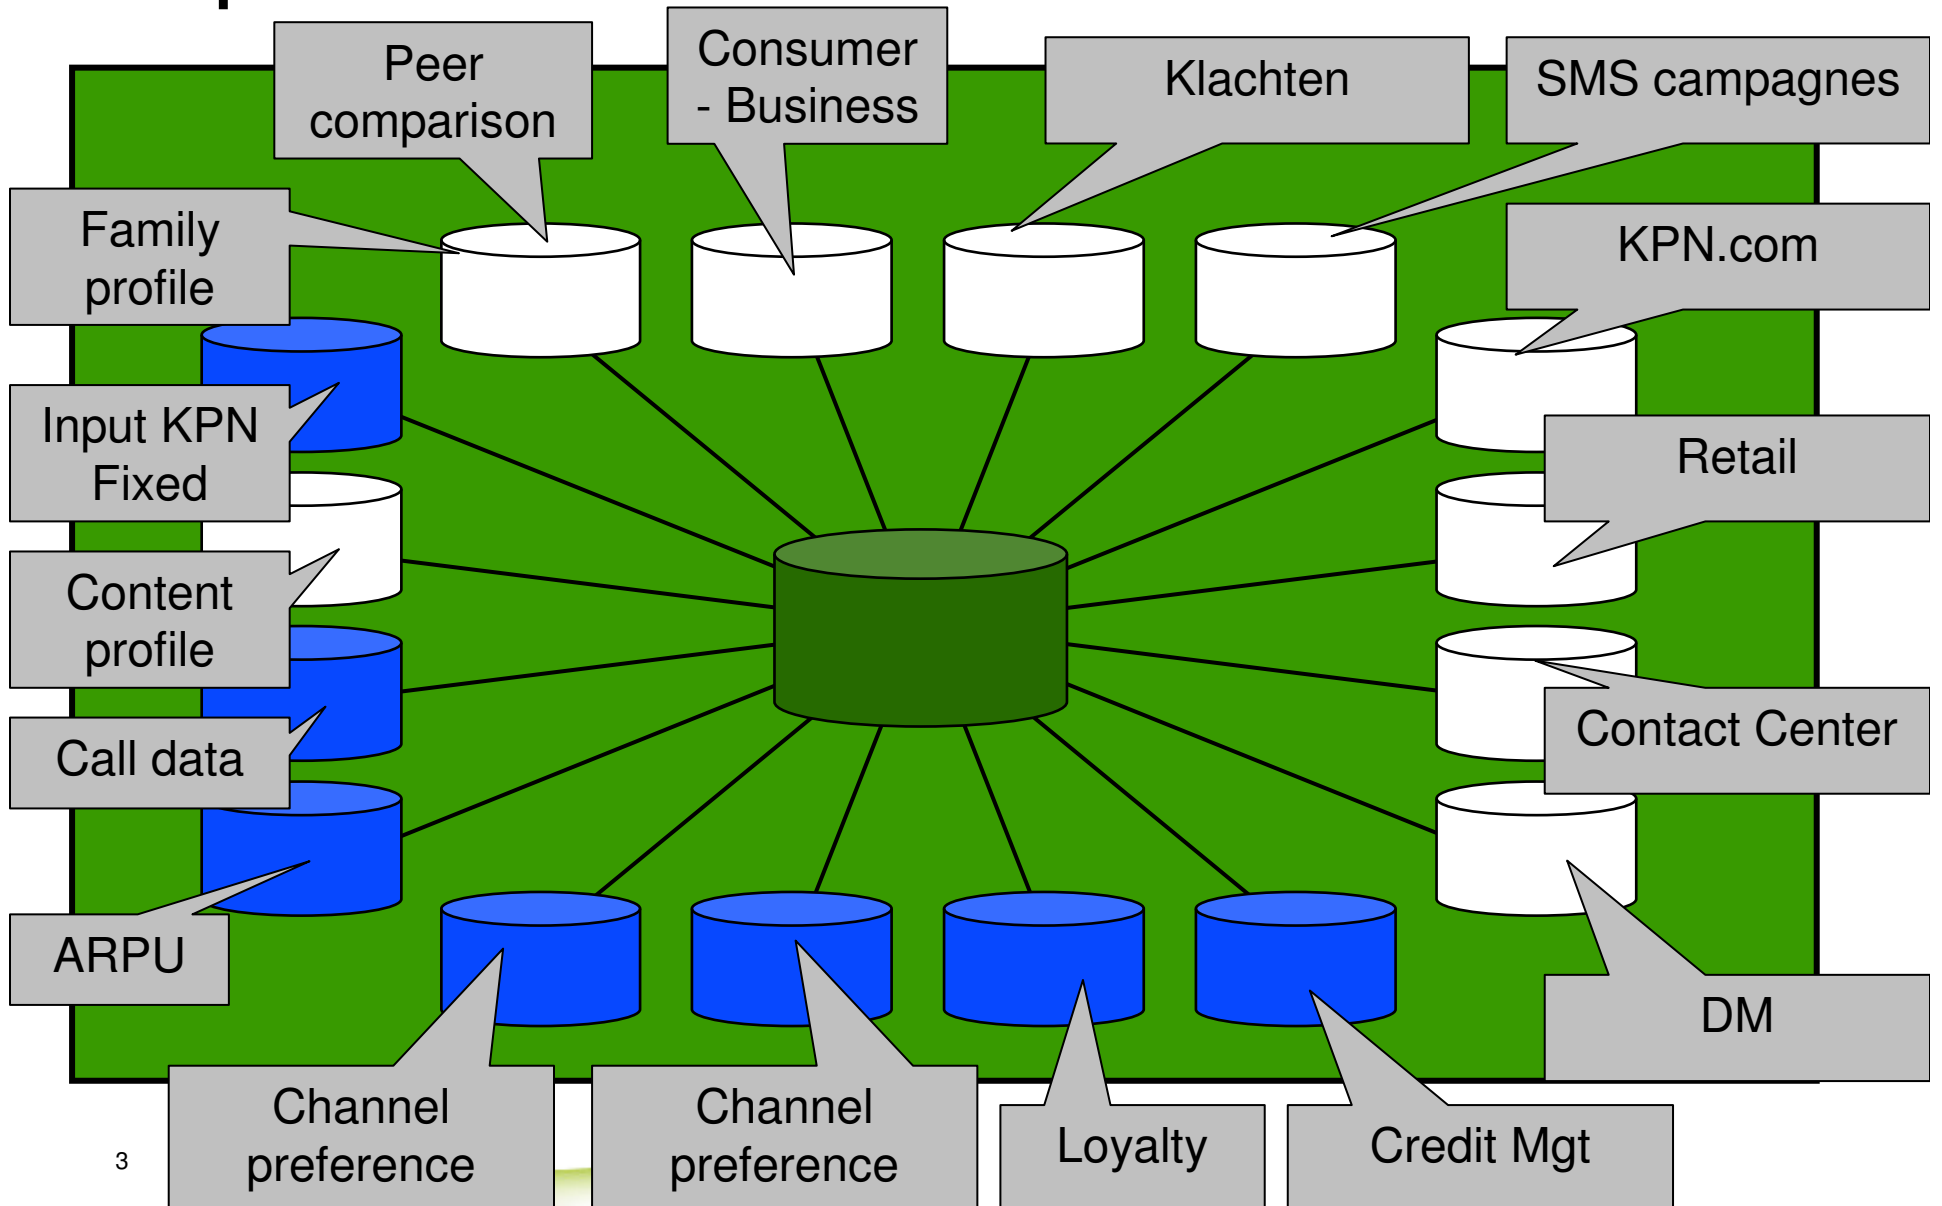 Peer
comparison
Consumer
- Business
Klachten
SMS campagnes
Family
profile
KPN.com
Input KPN
Fixed
Retail
Content
profile
Contact Center
Call data
ARPU
DM
Channel
preference
Channel
preference
Loyalty
Credit Mgt
3